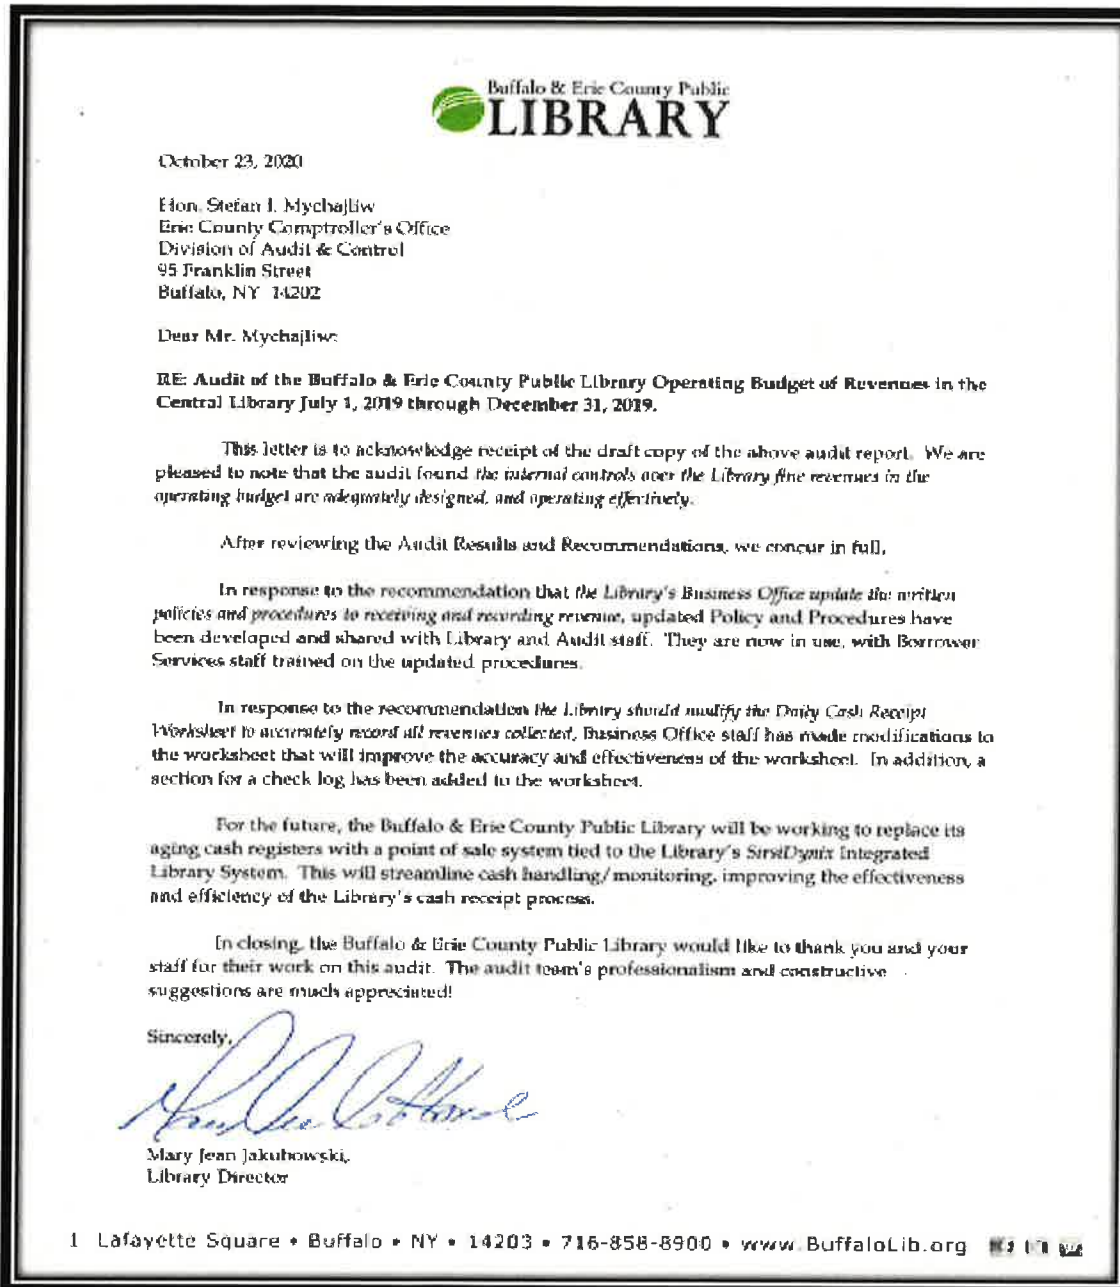 Buffalo & Erie County Public
LIBRARY
October 23, 2020
Hon. Stefan I. Mychajliw
Erie County Comptroller's Office
Division of Audit & Control
95 Franklin Street
Buffalo, NY 14202
Dear Mr. Mychajliw:
RE: Audit of the Buffalo & Erie County Public Library Operating Budget of Revenues in the
Central Library July 1, 2019 through December 31, 2019.
This letter is to acknowledge receipt of the draft copy of the above audit report. We are
pleased to note that the audit found the internal controls over the Library fine revenues in the
operating budget are adequately designed, and operating effectively.
After reviewing the Audit Results and Recommendations, we concur in full.
In response to the recommendation that the Library's Business Office update the written
policies and procedures to receiving and recording revenue, updated Policy and Procedures have
been developed and shared with Library and Audit staff. They are now in use, with Borrower
Services staff trained on the updated procedures.
In response to the recommendation the Library should modify the Daily Cash Receipt
Worksheet to accurately record all revenues collected, Business Office staff has made modifications to
the worksheet that will improve the accuracy and effectiveness of the worksheet. In addition, a
section for a check log has been added to the worksheet.
For the future, the Buffalo & Erie County Public Library will be working to replace its
aging cash registers with a point of sale system tied to the Library's SirsiDynix Integrated
Library System. This will streamline cash handling/monitoring, improving the effectiveness
and efficiency of the Library's cash receipt process.
In closing, the Buffalo & Erie County Public Library would like to thank you and your
staff for their work on this audit. The audit team's professionalism and constructive
suggestions are much appreciated!
Sincerely,
Mary Jean Jakubowski,
Library Director
1 Lafayette Square • Buffalo • NY • 14203 • 716-858-8900 • www.BuffaloLib.org